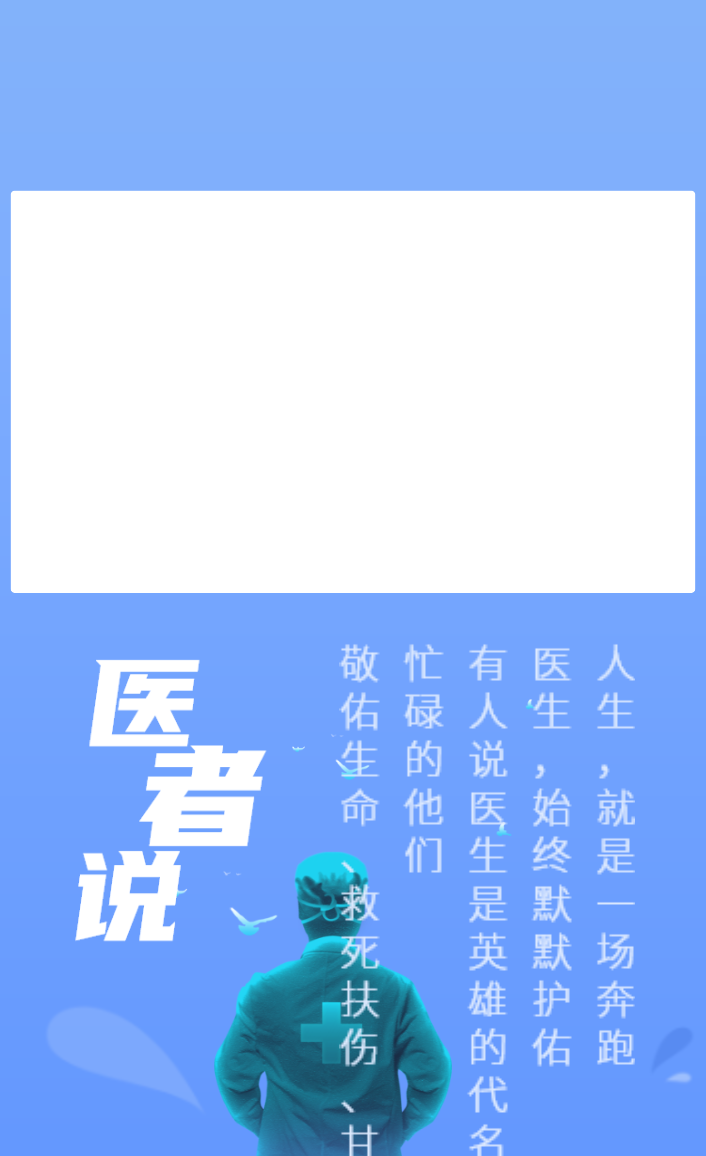 医者说
人生，就是一场奔跑
医生，始终默默护佑
有人说医生是英雄的代名
忙碌的他们
敬佑生命、救死扶伤、甘